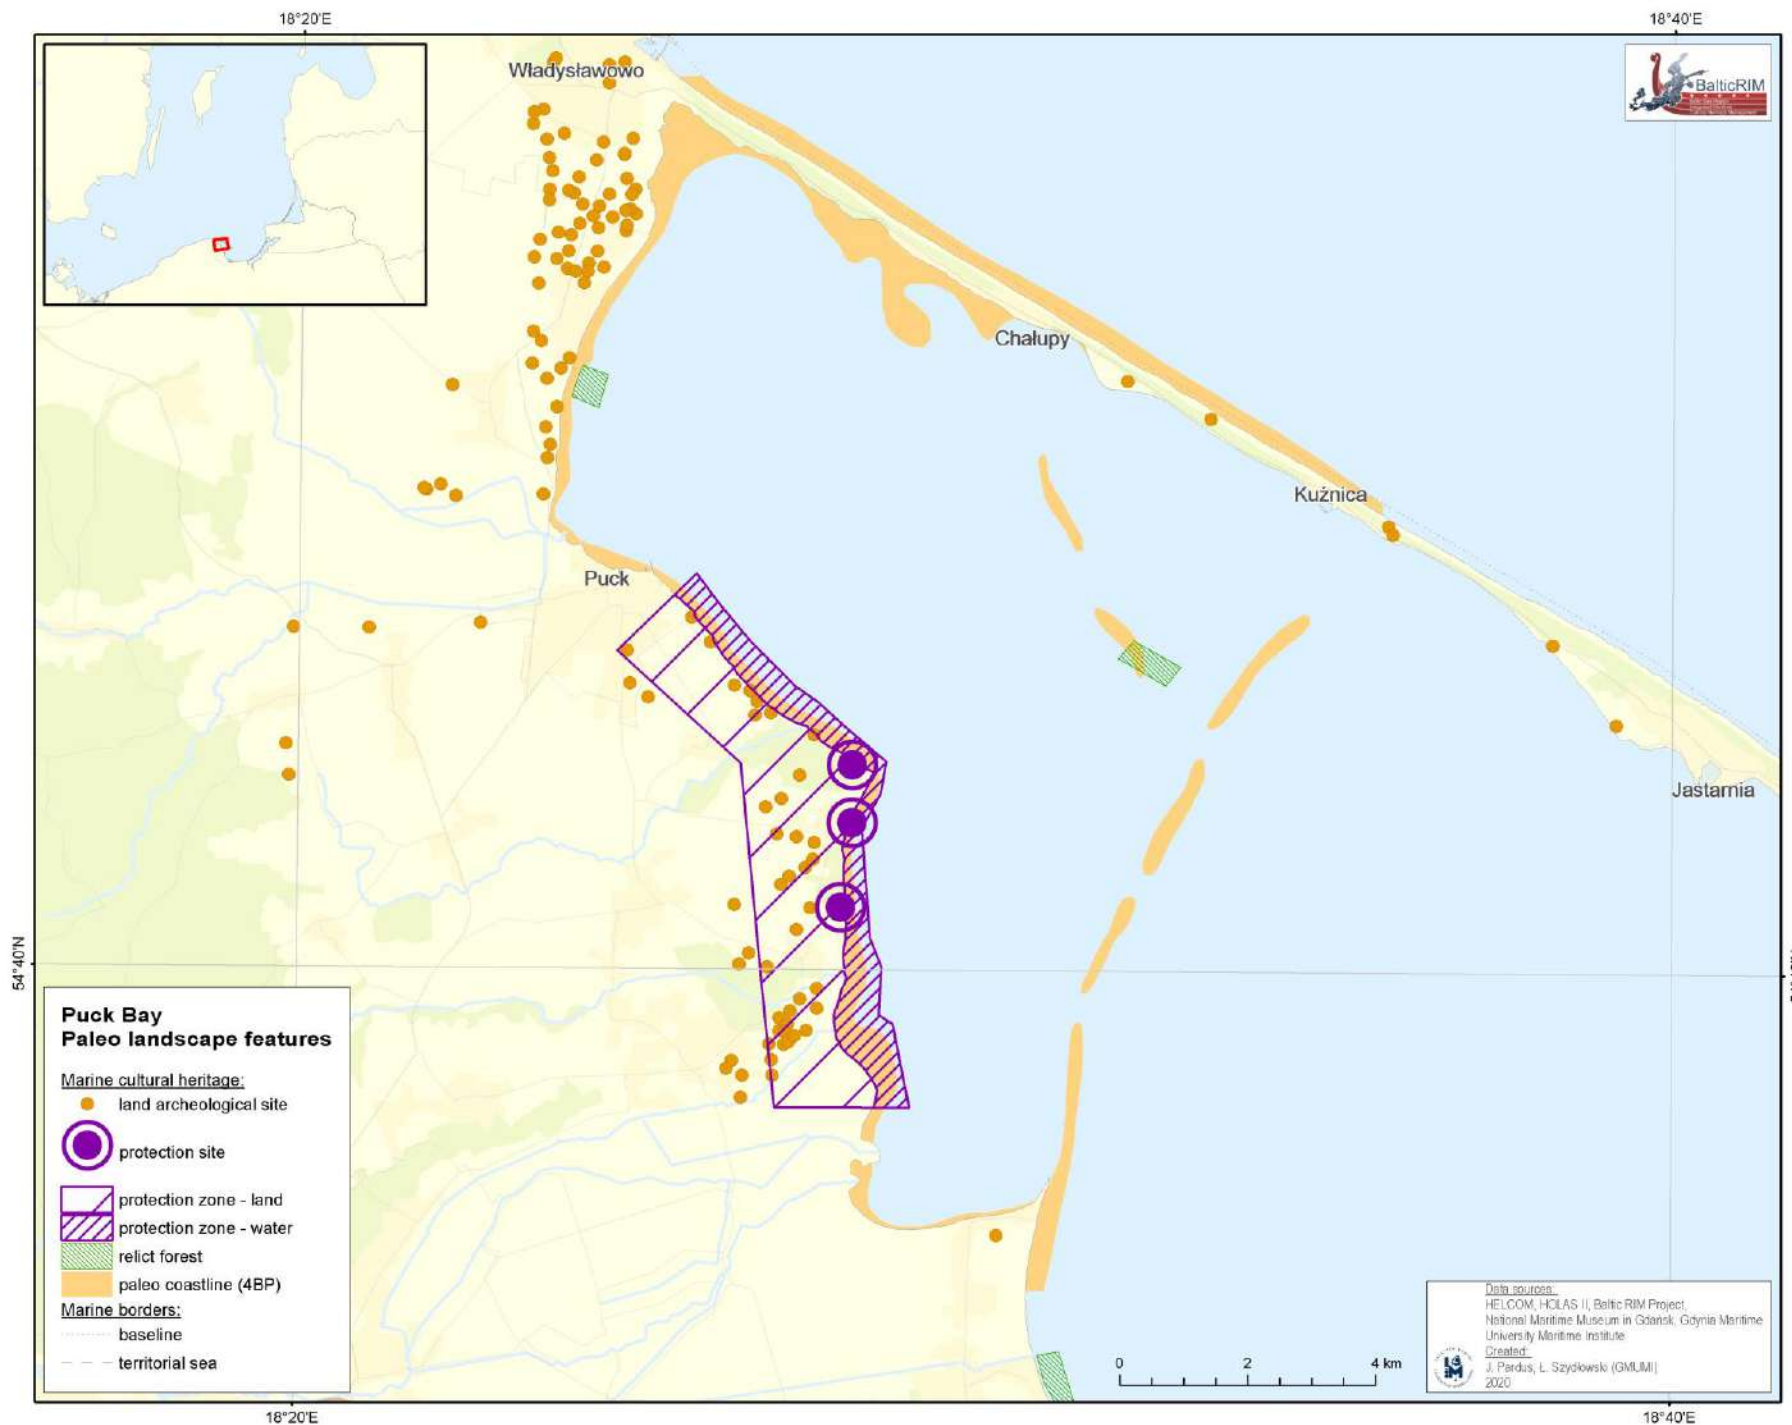 18°20'E
18°40'E
Władysławowo
BalticRIM
Chałupy
Kuźnica
Puck
Jastarnia
54°40'N
Puck Bay
Paleo landscape features
Marine cultural heritage:
land archeological site
protection site
protection zone - land
protection zone - water
relict forest
paleo coastline (4BP)
Marine borders:
baseline
territorial sea
0 2 4 km
Data sources:
HELCOM, HOLAS II, Baltic RIM Project,
National Maritime Museum in Gdańsk, Gdynia Maritime
University Maritime Institute
Created:
J. Pardus, Ł. Szydłowski (GMUMI)
2020
18°20'E
18°40'E